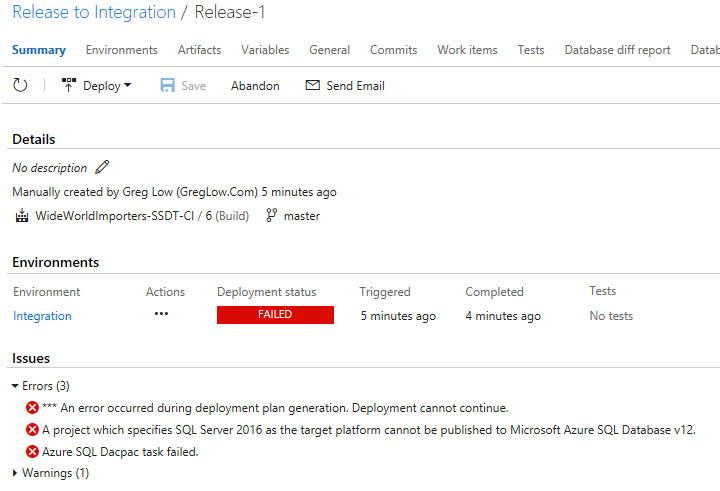 Release to Integration / Release-1
Summary Environments Artifacts Variables General Commits Work items Tests Database diff report Datab
Deploy Save Abandon Send Email
Details
No description
Manually created by Greg Low (GregLow.Com) 5 minutes ago
WideWorldImporters-SSDT-CI / 6 (Build) master
Environments
Environment Actions Deployment status Triggered Completed Tests
Integration ••• FAILED 5 minutes ago 4 minutes ago No tests
Issues
Errors (3)
*** An error occurred during deployment plan generation. Deployment cannot continue.
A project which specifies SQL Server 2016 as the target platform cannot be published to Microsoft Azure SQL Database v12.
Azure SQL Dacpac task failed.
Warnings (1)